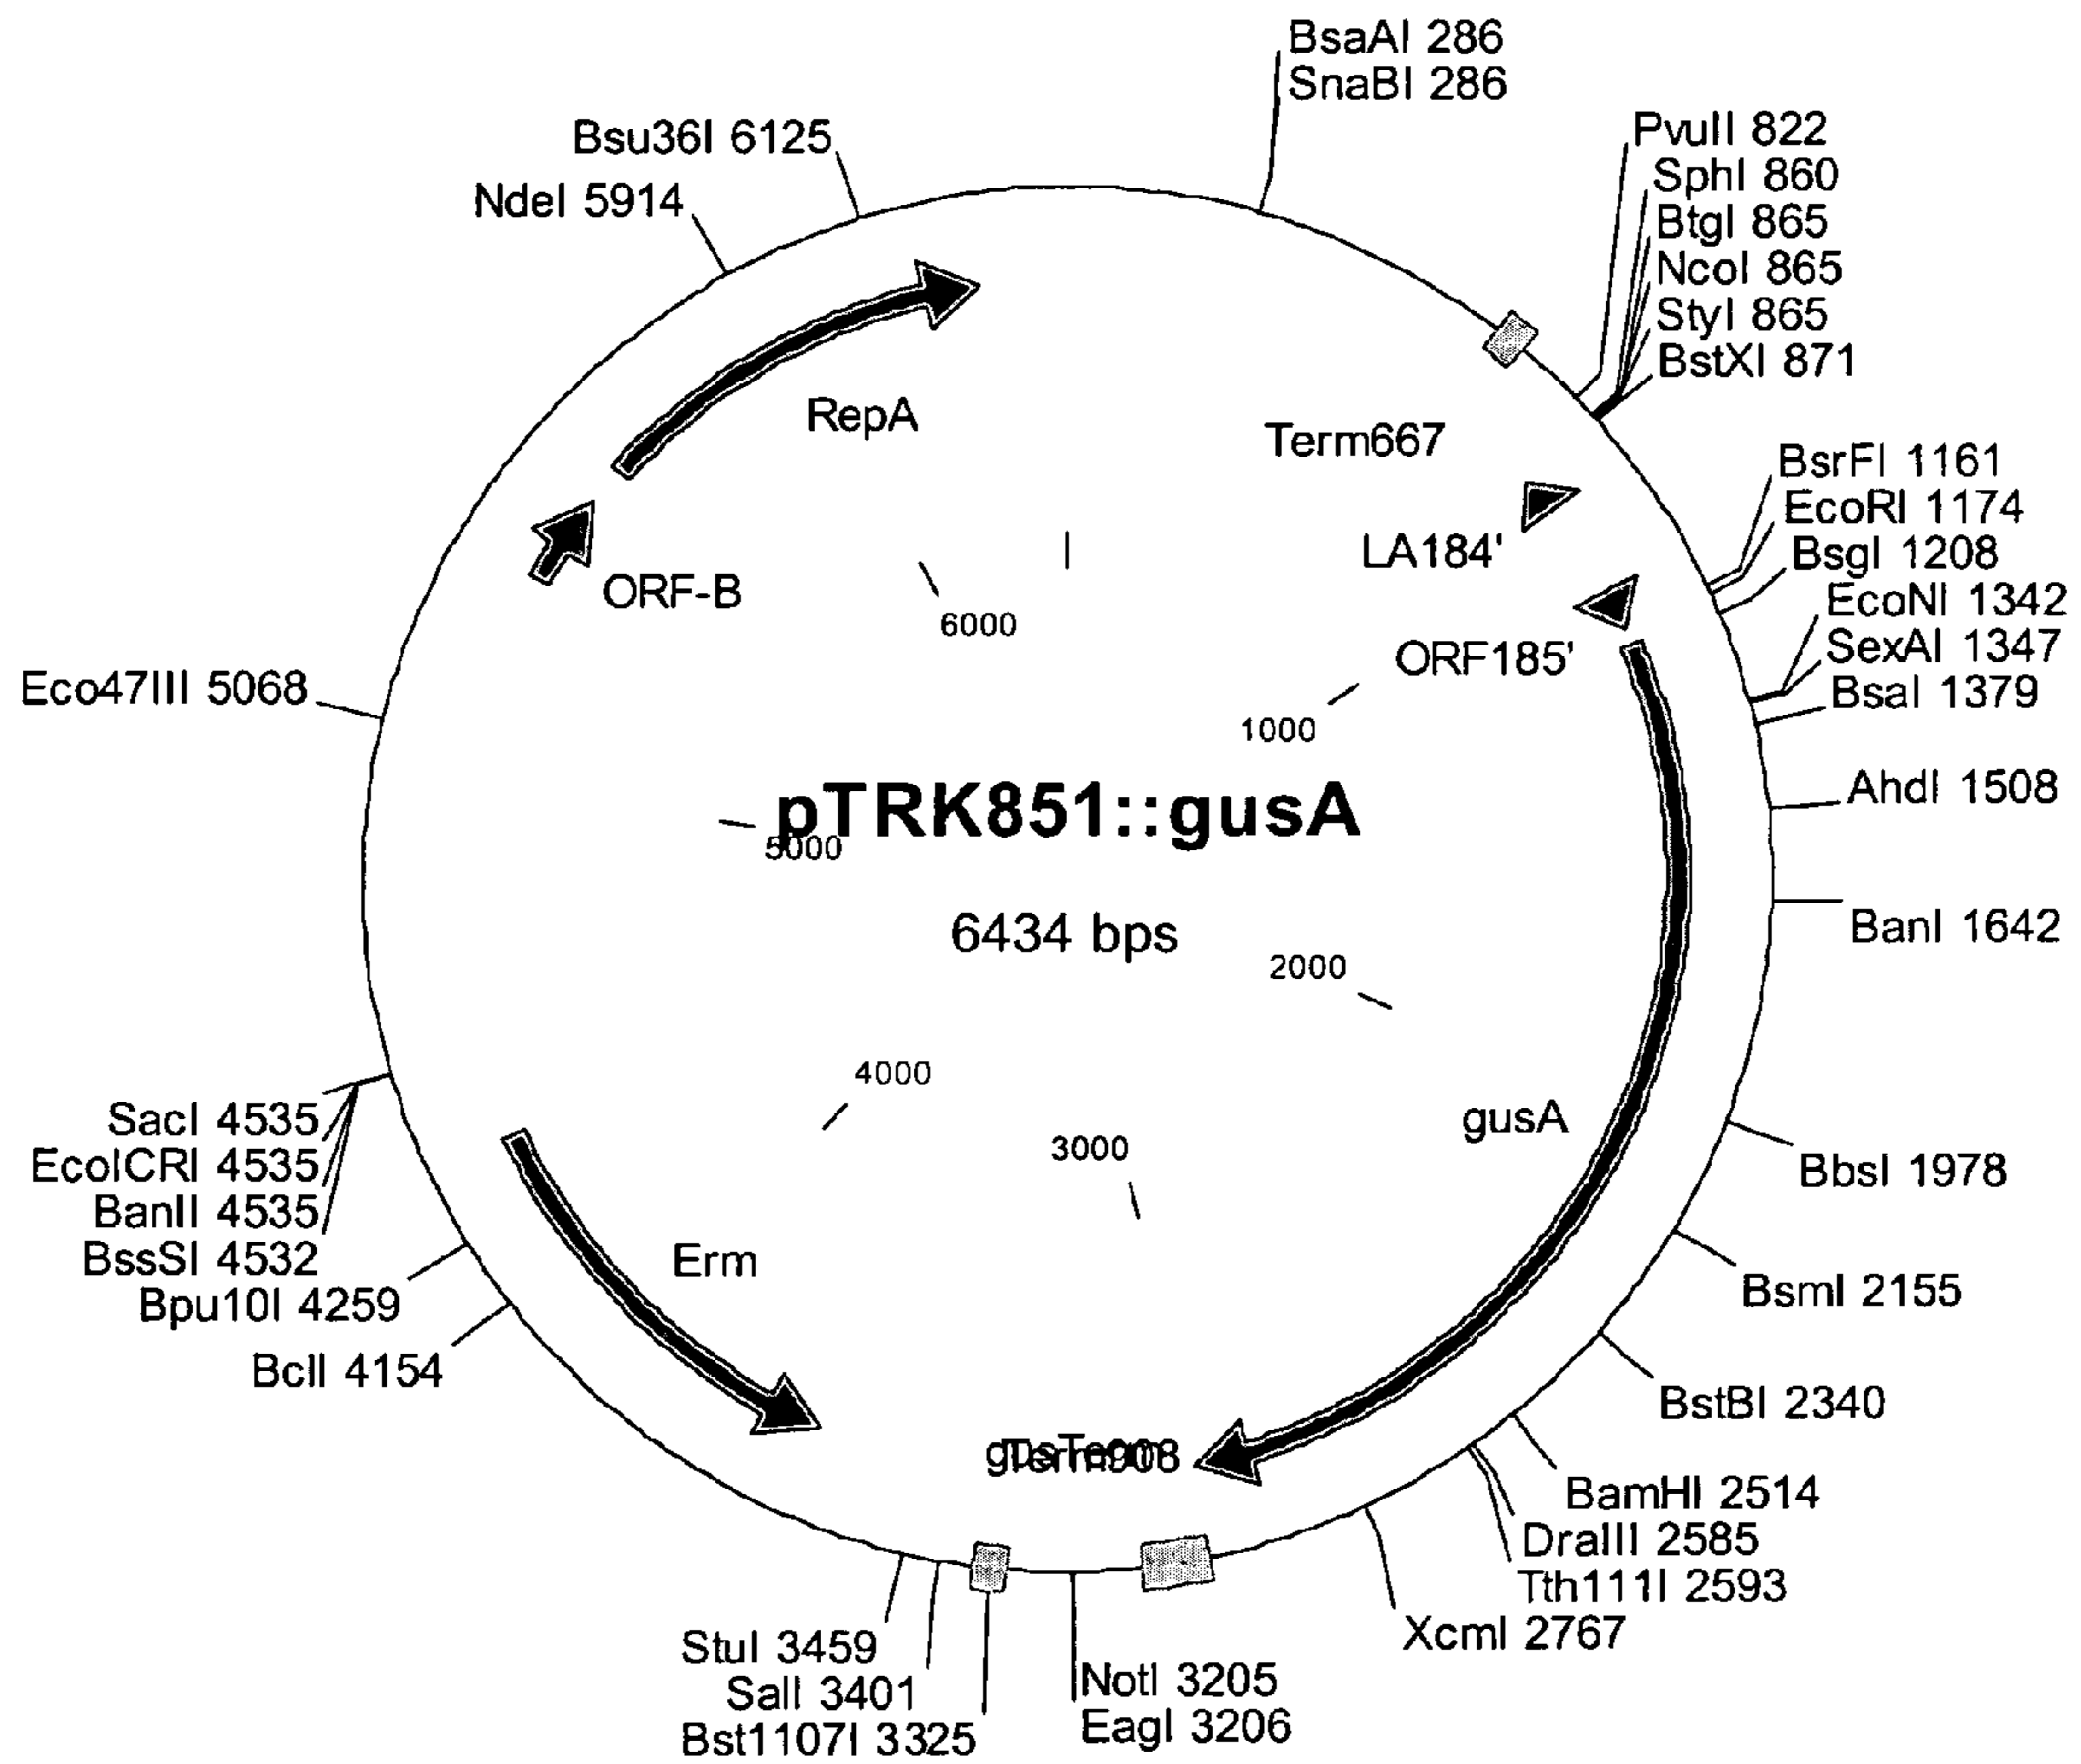 BsaAI 286
SnaBI 286
Bsu36I 6125
NdeI 5914
PvuII 822
SphI 860
BtgI 865
NcoI 865
StyI 865
BstXI 871
RepA
Term667
BsrFI 1161
EcoRI 1174
BsgI 1208
EcoNI 1342
SexAI 1347
BsaI 1379
LA184'
ORF-B
6000
ORF185'
Eco47III 5068
1000
AhdI 1508
pTRK851::gusA
5000
6434 bps
BanI 1642
2000
4000
SacI 4535
EcoICRI 4535
BanII 4535
BssSI 4532
Bpu10I 4259
BclI 4154
3000
gusA
BbsI 1978
Erm
BsmI 2155
BstBI 2340
BamHI 2514
DraIII 2585
Tth111I 2593
XcmI 2767
StuI 3459
SalI 3401
Bst1107I 3325
NotI 3205
EagI 3206